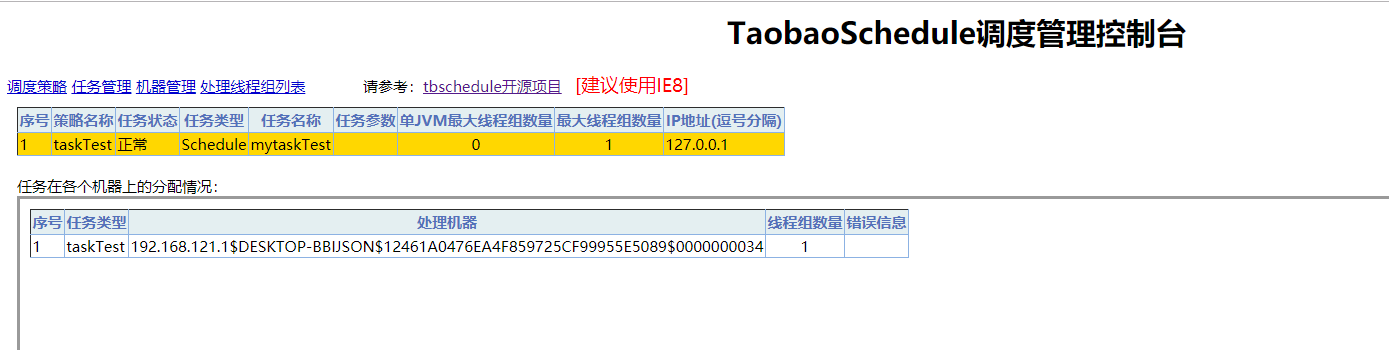 TaobaoSchedule调度管理控制台
调度策略 任务管理 机器管理 处理线程组列表 请参考：tbschedule开源项目 [建议使用IE8]
序号 策略名称 任务状态 任务类型 任务名称 任务参数 单JVM最大线程组数量 最大线程组数量 IP地址(逗号分隔)
1 taskTest 正常 Schedule mytaskTest 0 1 127.0.0.1
任务在各个机器上的分配情况：
序号 任务类型 处理机器 线程组数量 错误信息
1 taskTest 192.168.121.1$DESKTOP-BBIJSON$12461A0476EA4F859725CF99955E5089$0000000034 1